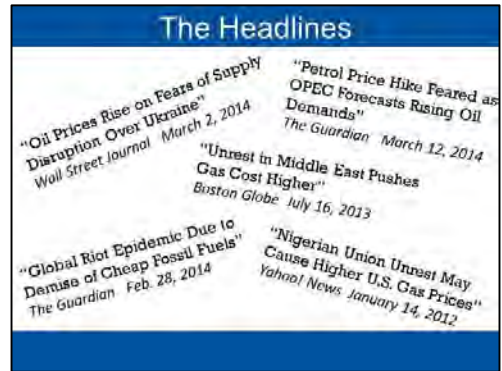 The Headlines
“Oil Prices Rise on Fears of Supply
Disruption Over Ukraine”
Wall Street Journal March 2, 2014
“Petrol Price Hike Feared as
OPEC Forecasts Rising Oil
Demands”
The Guardian March 12, 2014
“Unrest in Middle East Pushes
Gas Cost Higher”
Boston Globe July 16, 2013
“Global Riot Epidemic Due to
Demise of Cheap Fossil Fuels”
The Guardian Feb. 28, 2014
“Nigerian Union Unrest May
Cause Higher U.S. Gas Prices”
Yahoo! News January 14, 2012